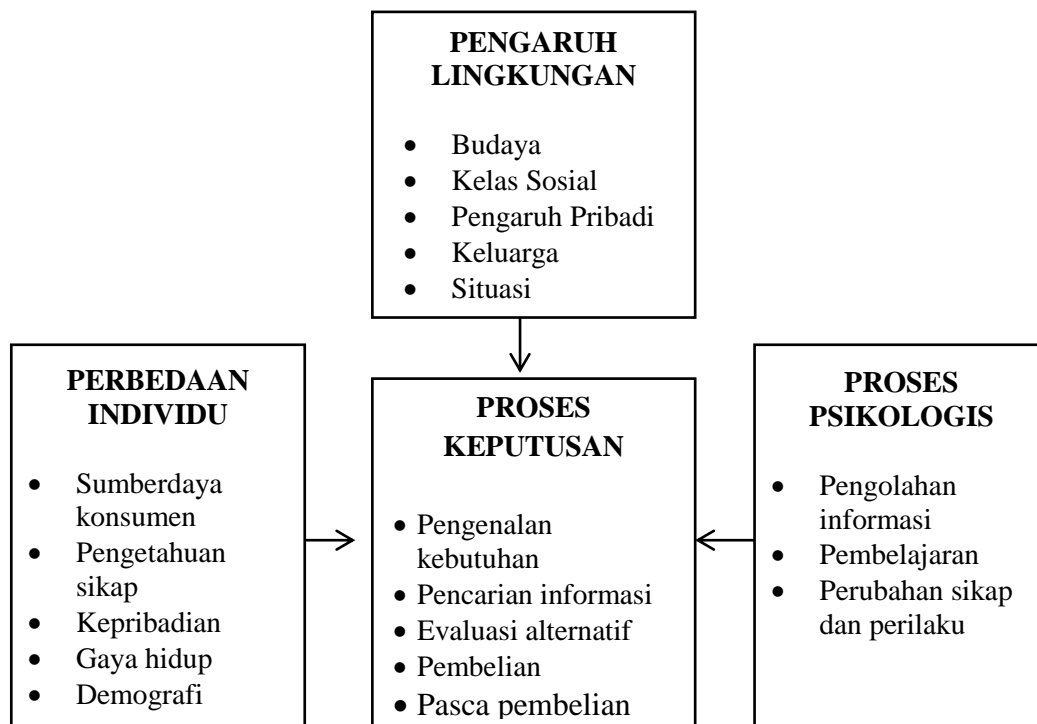 PENGARUH
LINGKUNGAN
• Budaya
• Kelas Sosial
• Pengaruh Pribadi
• Keluarga
• Situasi
PERBEDAAN
INDIVIDU
• Sumberdaya
konsumen
• Pengetahuan
sikap
• Kepribadian
• Gaya hidup
• Demografi
PROSES
KEPUTUSAN
• Pengenalan
kebutuhan
• Pencarian informasi
• Evaluasi alternatif
• Pembelian
• Pasca pembelian
PROSES
PSIKOLOGIS
• Pengolahan
informasi
• Pembelajaran
• Perubahan sikap
dan perilaku